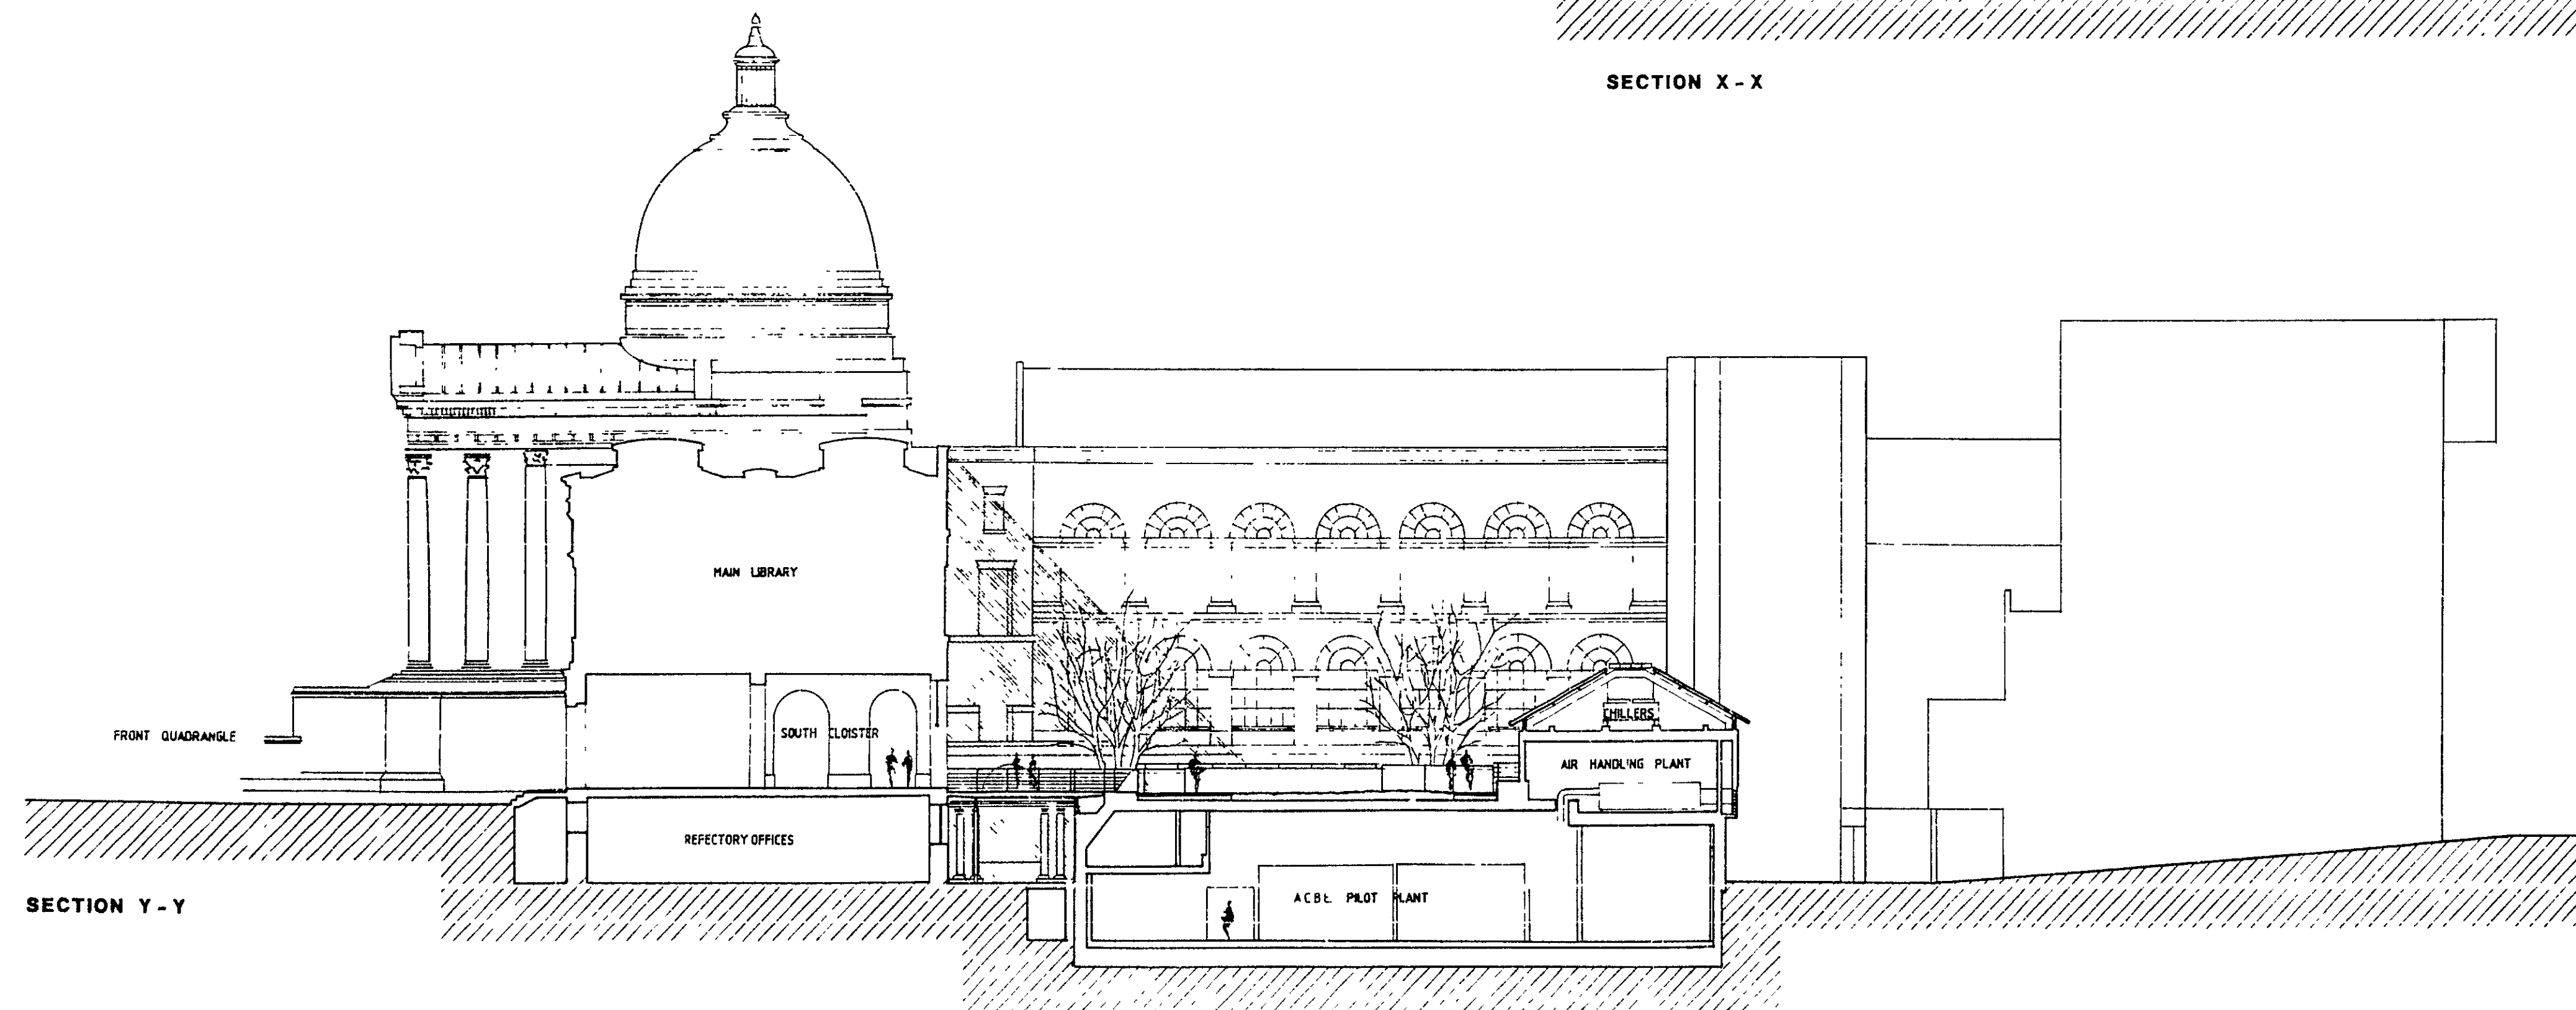 SECTION X - X
MAIN LIBRARY
FRONT QUADRANGLE
SOUTH CLOISTER
CHILLERS
AIR HANDLING PLANT
REFECTORY OFFICES
A C B E PILOT PLANT
SECTION Y - Y